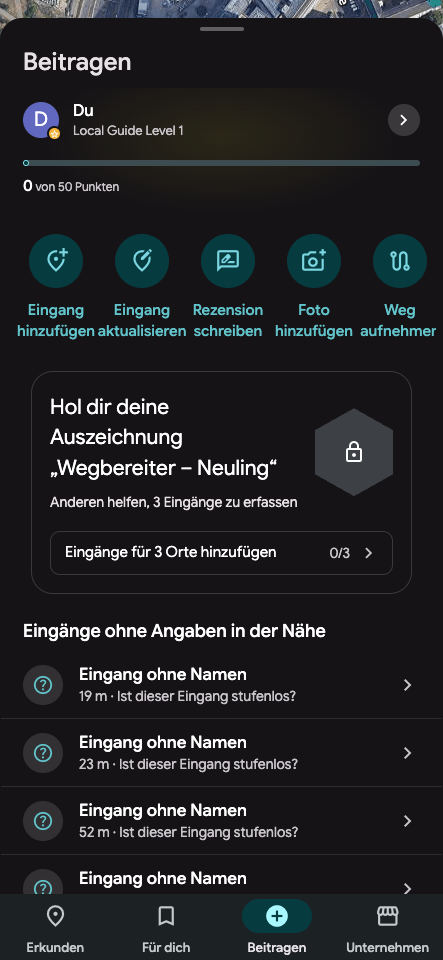 Beitragen
D
Du
Local Guide Level 1
0 von 50 Punkten
Eingang hinzufügen
Eingang aktualisieren
Rezension schreiben
Foto hinzufügen
Weg aufnehmen
Hol dir deine
Auszeichnung
„Wegbereiter – Neuling“
Anderen helfen, 3 Eingänge zu erfassen
Eingänge für 3 Orte hinzufügen 0/3
Eingänge ohne Angaben in der Nähe
Eingang ohne Namen
19 m · Ist dieser Eingang stufenlos?
Eingang ohne Namen
23 m · Ist dieser Eingang stufenlos?
Eingang ohne Namen
52 m · Ist dieser Eingang stufenlos?
Eingang ohne Namen
Erkunden
Für dich
Beitragen
Unternehmen